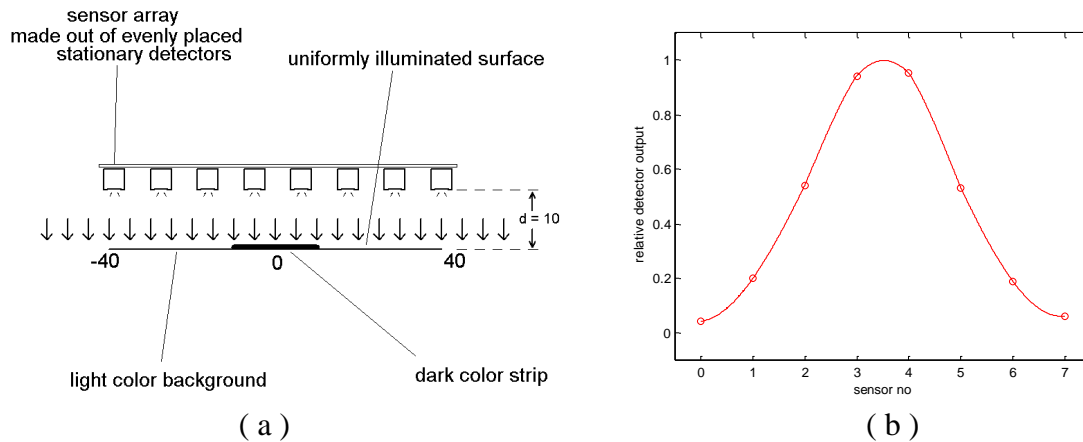 sensor array
made out of evenly placed
stationary detectors
uniformly illuminated surface
d = 10
-40
0
40
light color background
dark color strip
( a )
relative detector output
1
0.8
0.6
0.4
0.2
0
0 1 2 3 4 5 6 7
sensor no
( b )